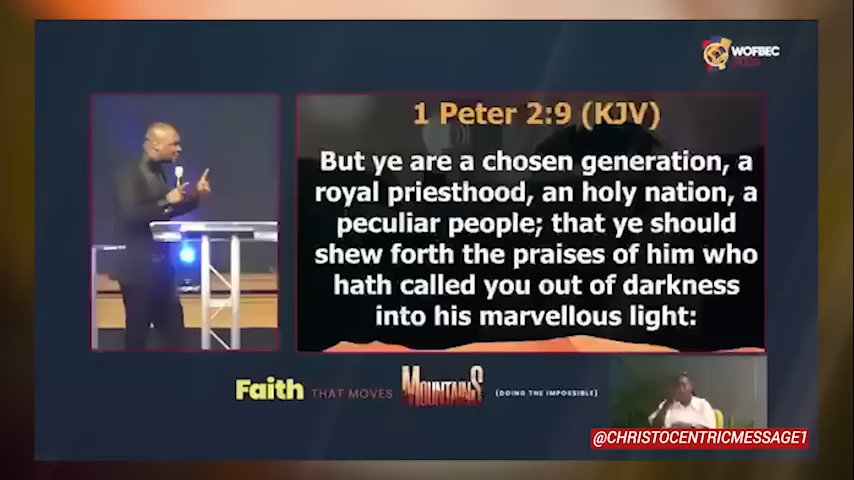 WOFBEC
1 Peter 2:9 (KJV)
But ye are a chosen generation, a
royal priesthood, an holy nation, a
peculiar people; that ye should
shew forth the praises of him who
hath called you out of darkness
into his marvellous light:
Faith THAT MOVES MOUNTAINS (DOING THE IMPOSSIBLE)
@CHRISTOCENTRICMESSAGE1